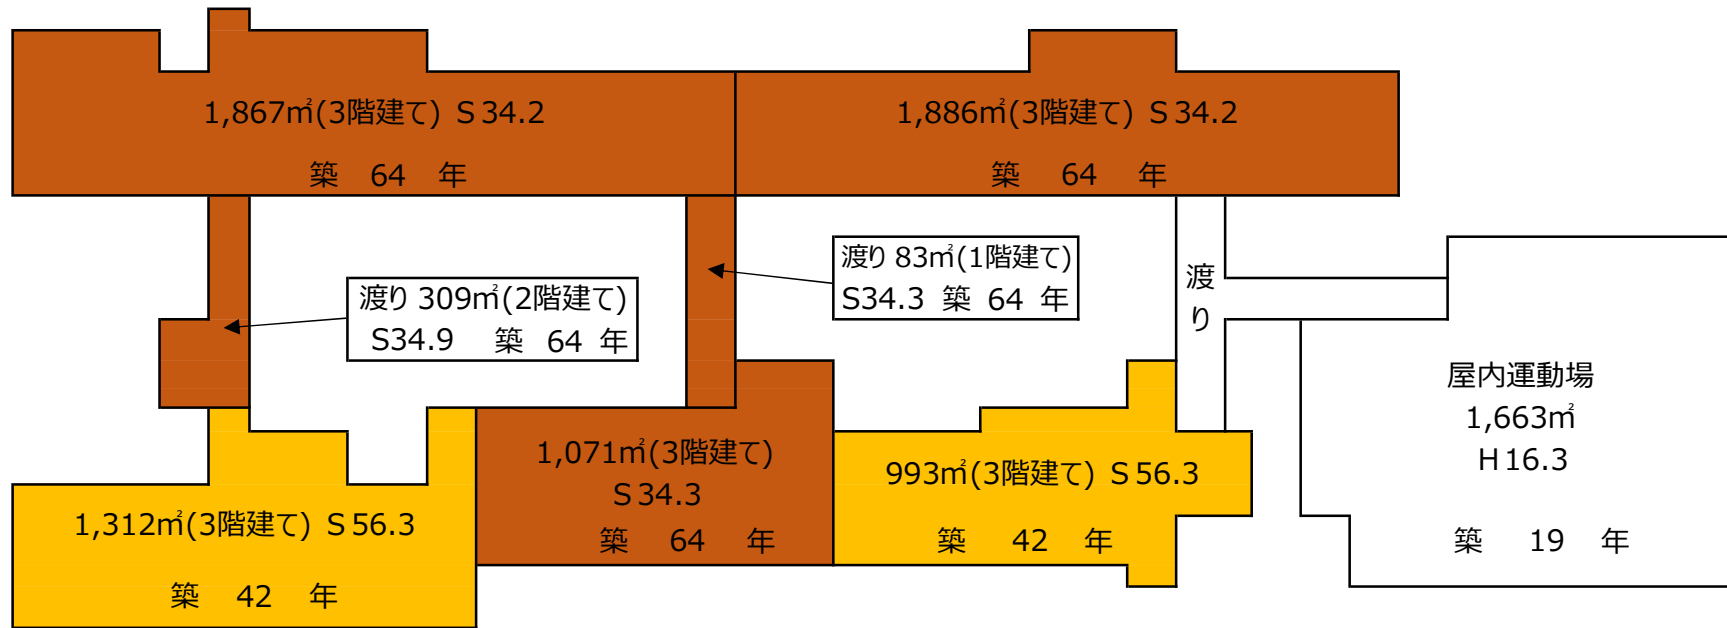 1,867㎡(3階建て) S34.2
築 64 年
1,886㎡(3階建て) S34.2
築 64 年
渡り 309㎡(2階建て)
S34.9 築 64 年
渡り 83㎡(1階建て)
S34.3 築 64 年
渡り
屋内運動場
1,663㎡
H16.3
築 19 年
1,312㎡(3階建て) S56.3
築 42 年
1,071㎡(3階建て)
S34.3
築 64 年
993㎡(3階建て) S56.3
築 42 年